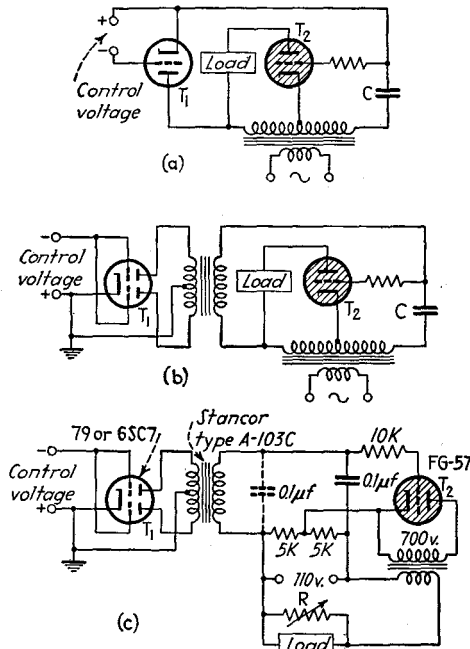 +
−
Control
voltage
T1
T2
Load
C
(a)
−
Control
voltage
+
T1
Load
T2
C
(b)
79 or 6SC7
Stancor
type A-103C
−
Control
voltage
+
T1
0.1μf
0.1μf
10K
FG-57
T2
5K
5K
700 v.
110v.
R
Load
(c)